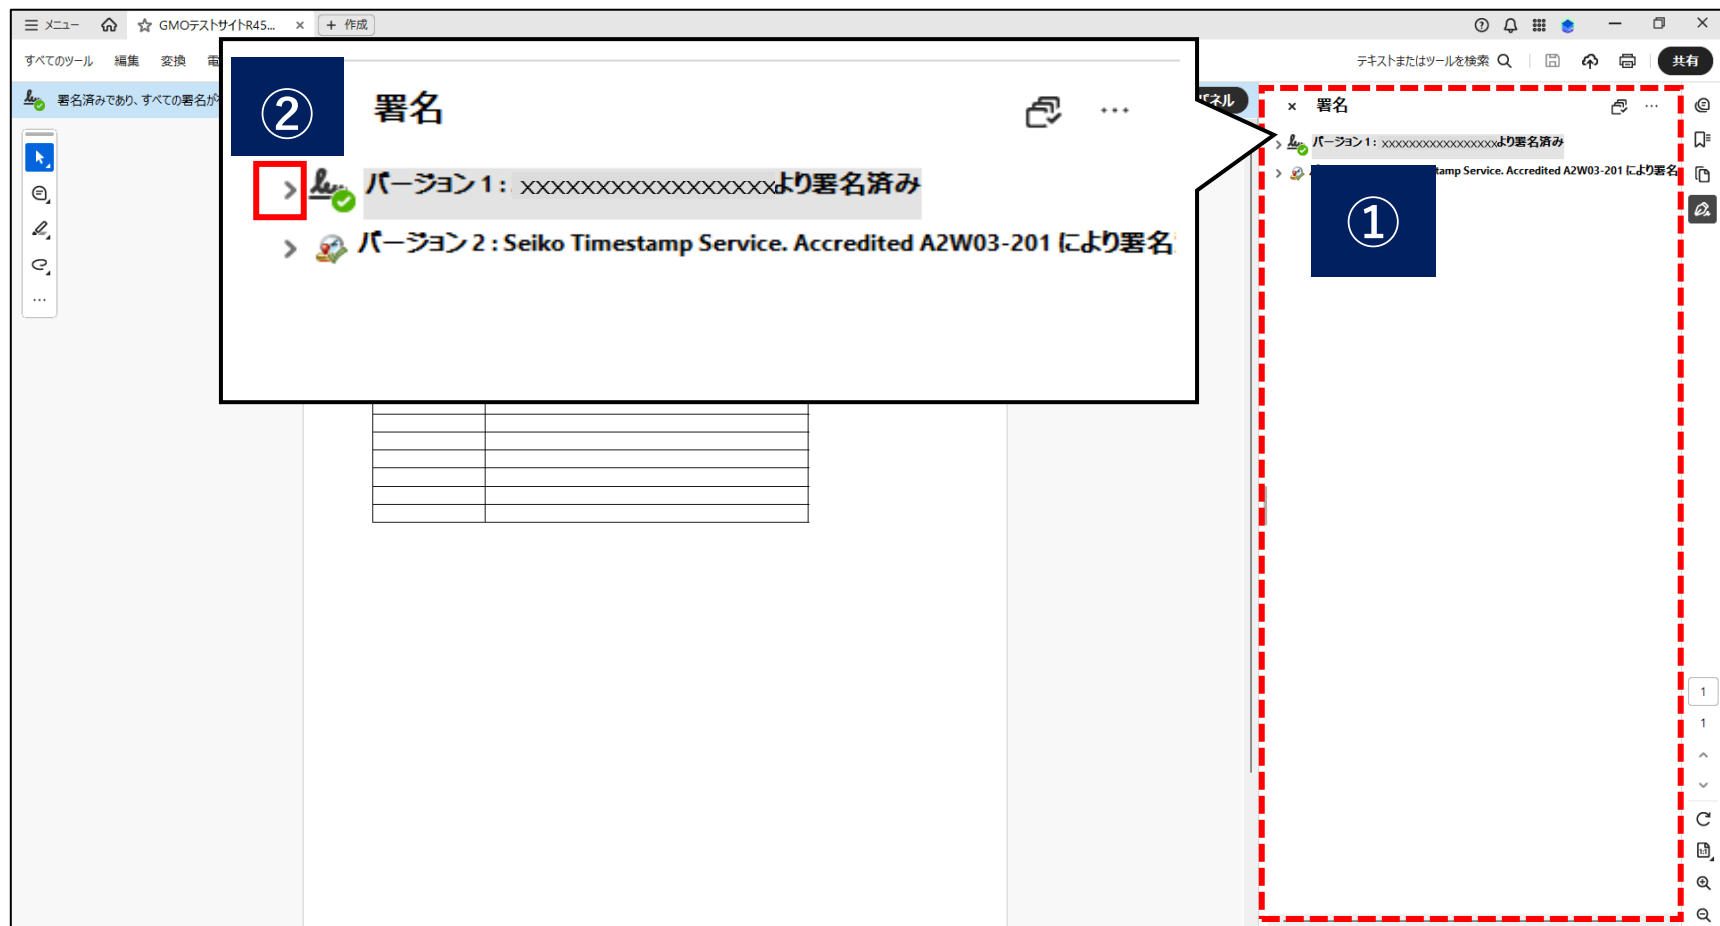 メニュー
GMOテストサイトR45...
+ 作成
すべてのツール 編集 変換 電
テキストまたはツールを検索
共有
署名済みであり、すべての署名が
パネル
②
署名
バージョン 1 : xxxxxxxxxxxxxxxxxより署名済み
バージョン 2 : Seiko Timestamp Service. Accredited A2W03-201 により署名
署名
バージョン 1 : xxxxxxxxxxxxxxxxxより署名済み
tamp Service. Accredited A2W03-201 により署名
①
1
1